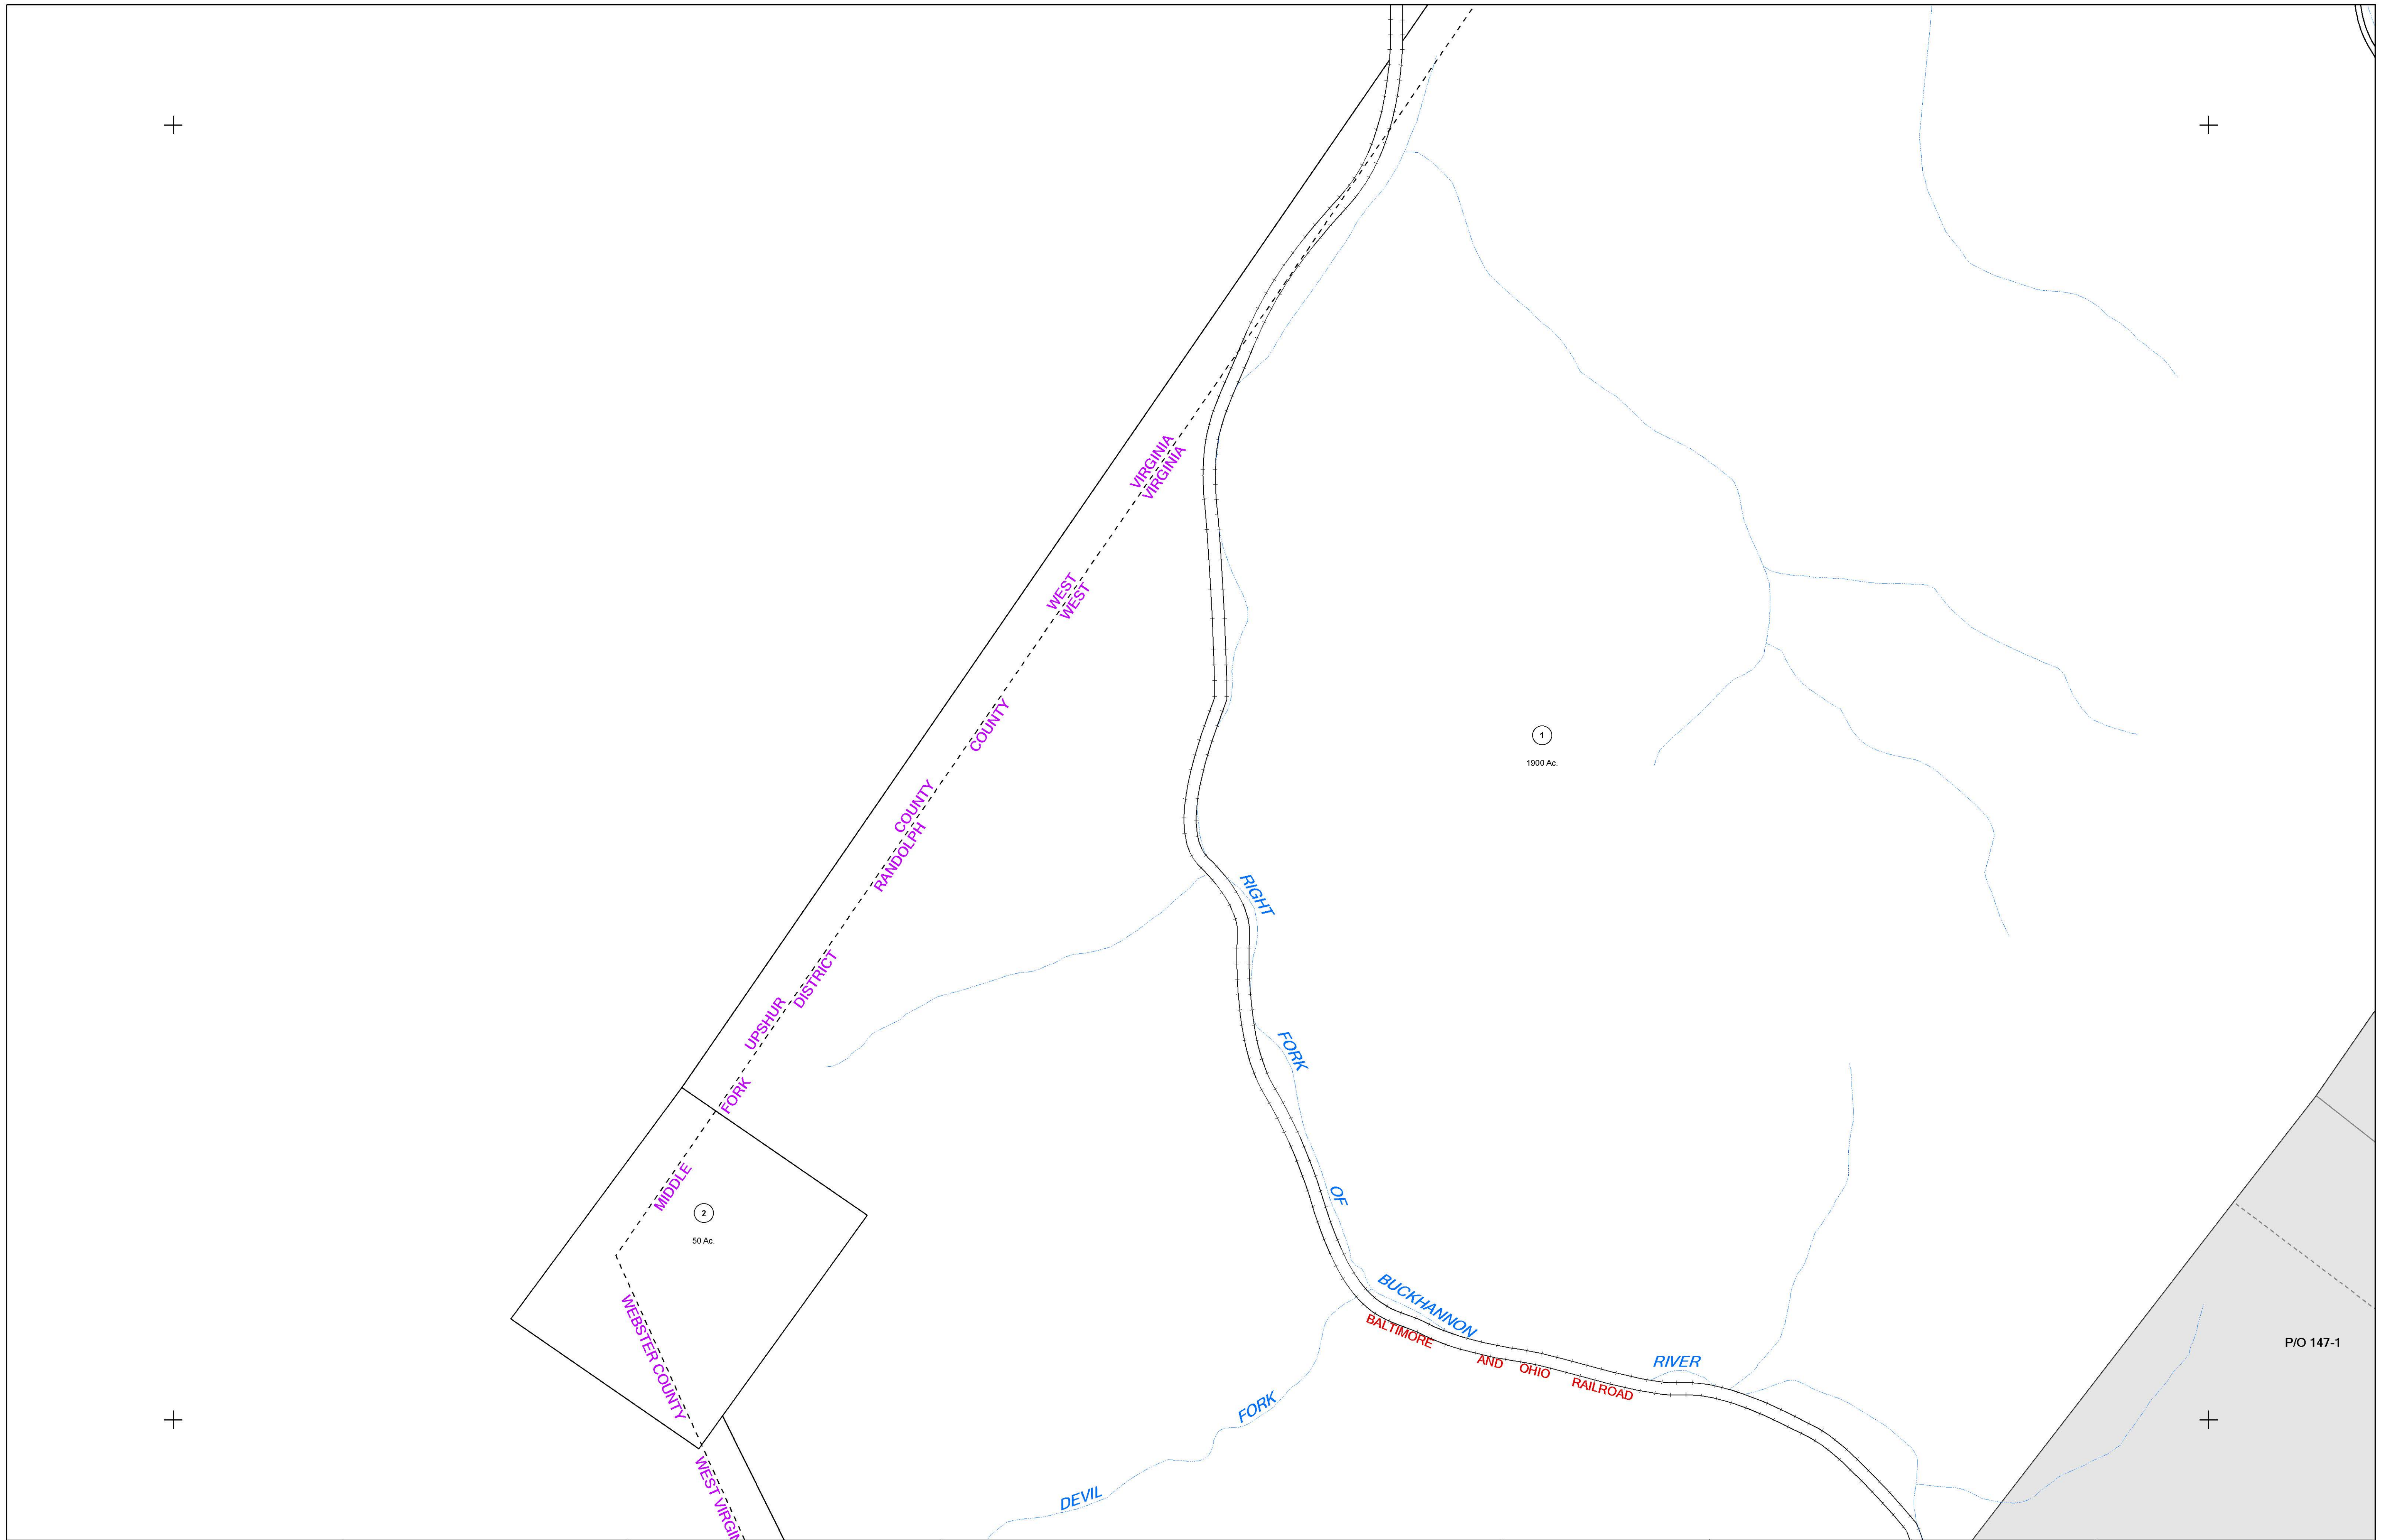 UPSHUR COUNTY WEST VIRGINIA
MIDDLE FORK DISTRICT RANDOLPH COUNTY WEST VIRGINIA
1
1900 Ac.
RIGHT FORK OF BUCKHANNON RIVER
2
50 Ac.
WEBSTER COUNTY WEST
BALTIMORE AND OHIO RAILROAD
P/O 147-1
DEVIL FORK